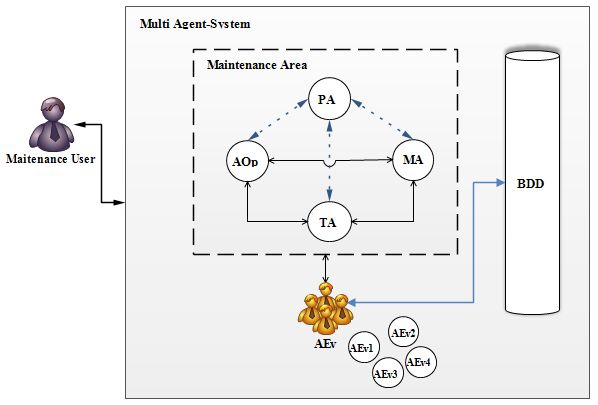 Multi Agent-System
Maintenance Area
PA
AOp
MA
TA
Maitenance User
BDD
AEv
AEv1
AEv2
AEv3
AEv4